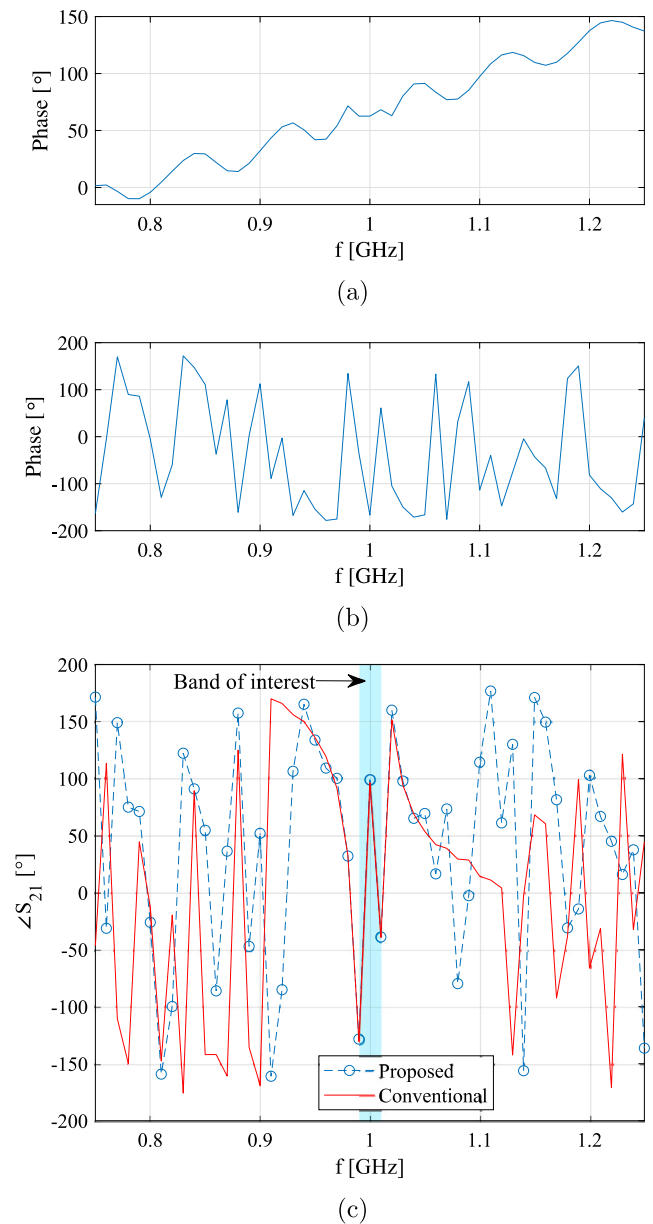 150
100
50
0
Phase [°]
0.8 0.9 1 1.1 1.2
f [GHz]
(a)
200
100
0
-100
-200
Phase [°]
0.8 0.9 1 1.1 1.2
f [GHz]
(b)
200
150
100
50
0
-50
-100
-150
-200
∠S21 [°]
Band of interest
Proposed
Conventional
0.8 0.9 1 1.1 1.2
f [GHz]
(c)